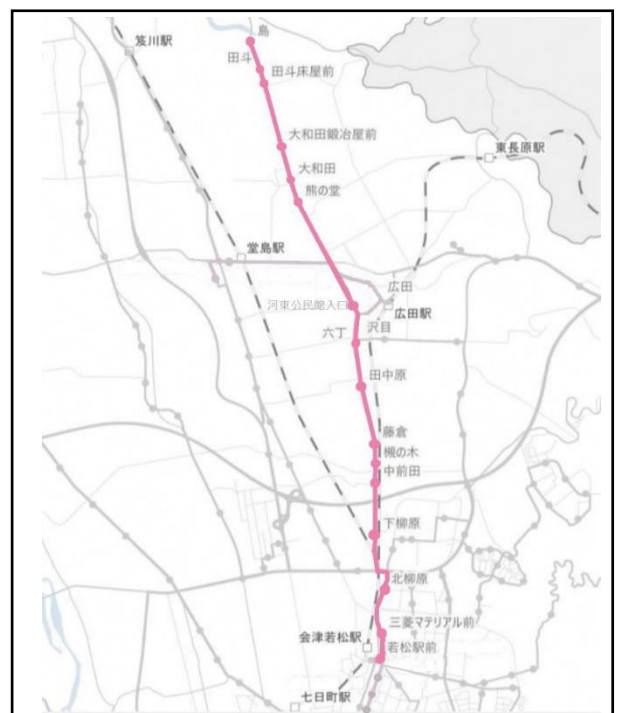 島
笈川駅
田斗
田斗床屋前
大和田鍛冶屋前
東長原駅
大和田
熊の堂
堂島駅
広田
河東公民館入口
広田駅
沢目
六丁
田中原
藤倉
槻の木
中前田
下柳原
北柳原
三菱マテリアル前
会津若松駅
若松駅前
七日町駅